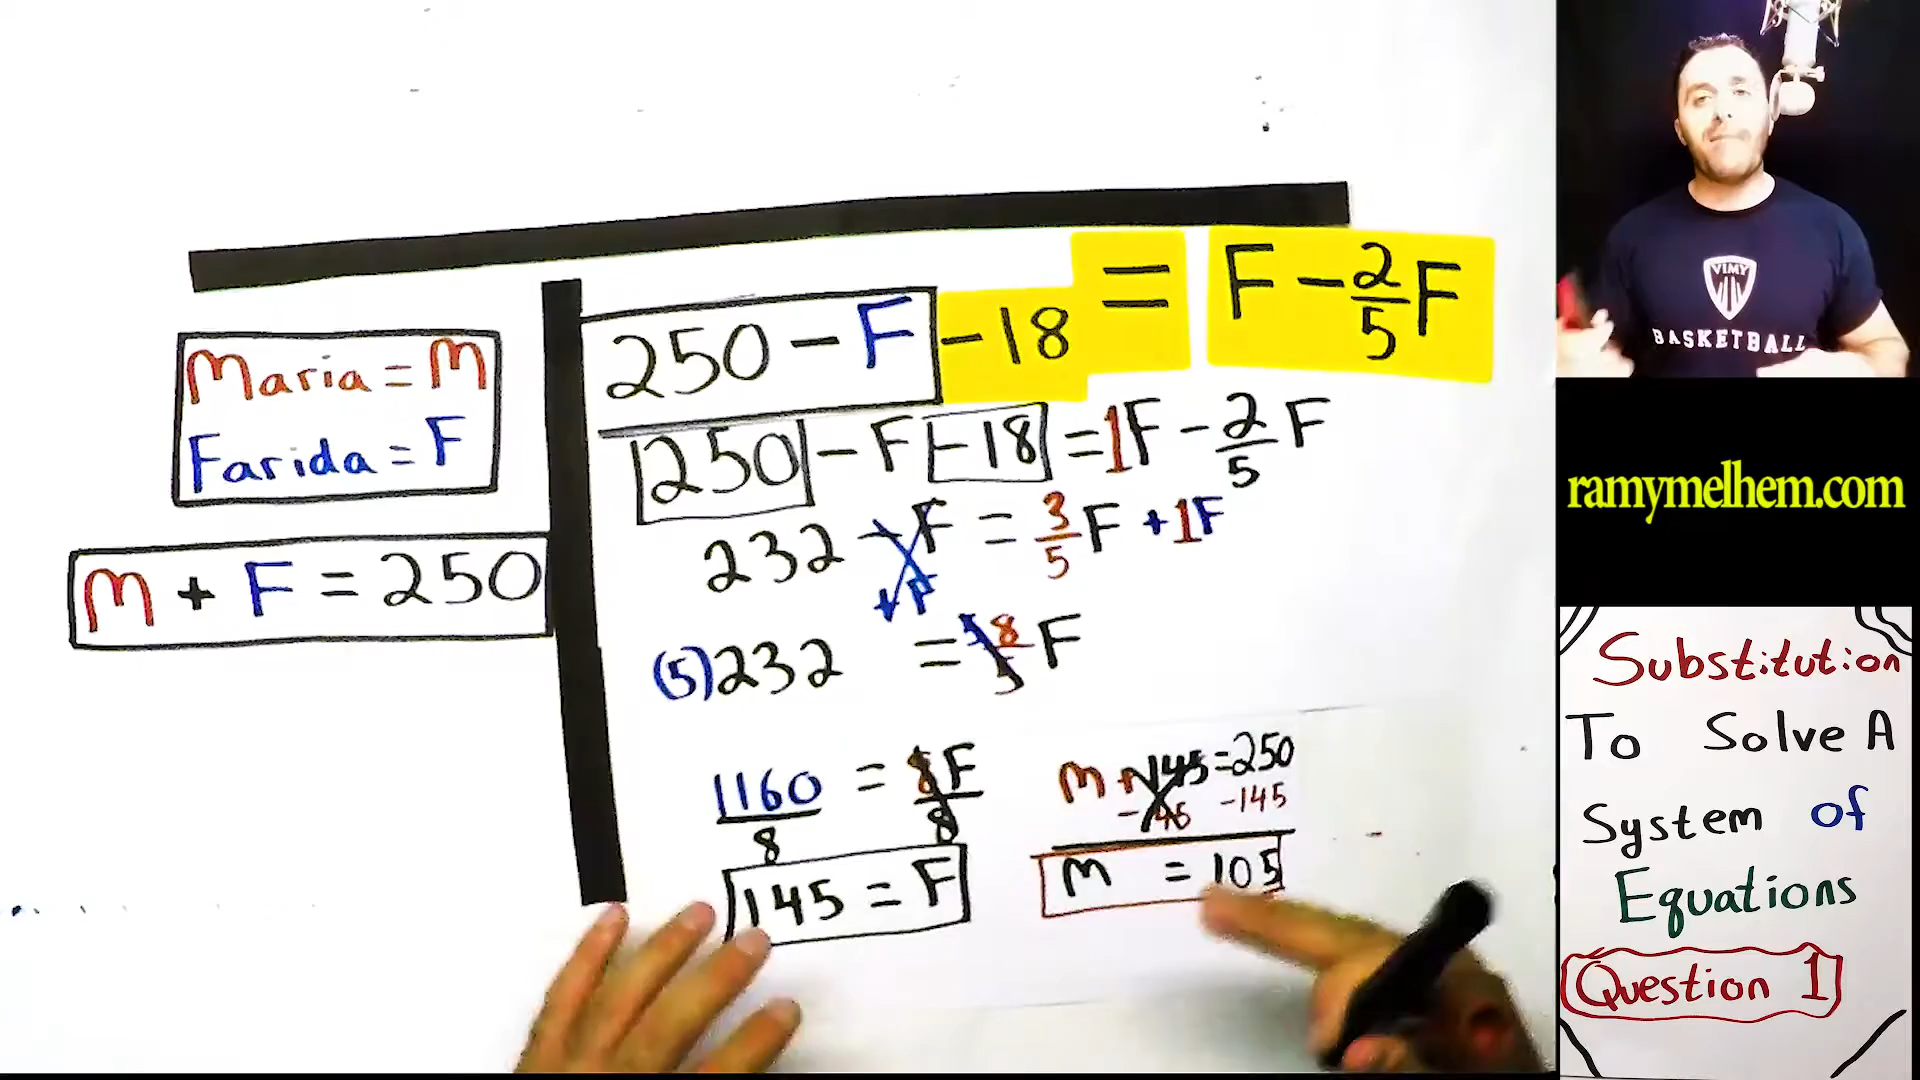 Maria = M
Farida = F
M + F = 250
250 - F - 18 = F - 2/5 F
250 - F - 18 = 1F - 2/5 F
232 - F = 3/5 F + 1F
+ F
(5) 232 = 8/5 F
1160/8 = 8F/8
145 = F
M + 145 = 250
- 145 - 145
M = 105
VIMY
BASKETBALL
ramymelhem.com
Substitution
To Solve A
System of
Equations
Question 1